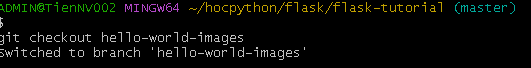 ADMIN@TienNV002 MINGW64 ~/hocpython/flask/flask-tutorial (master)
$
git checkout hello-world-images
switched to branch 'hello-world-images'